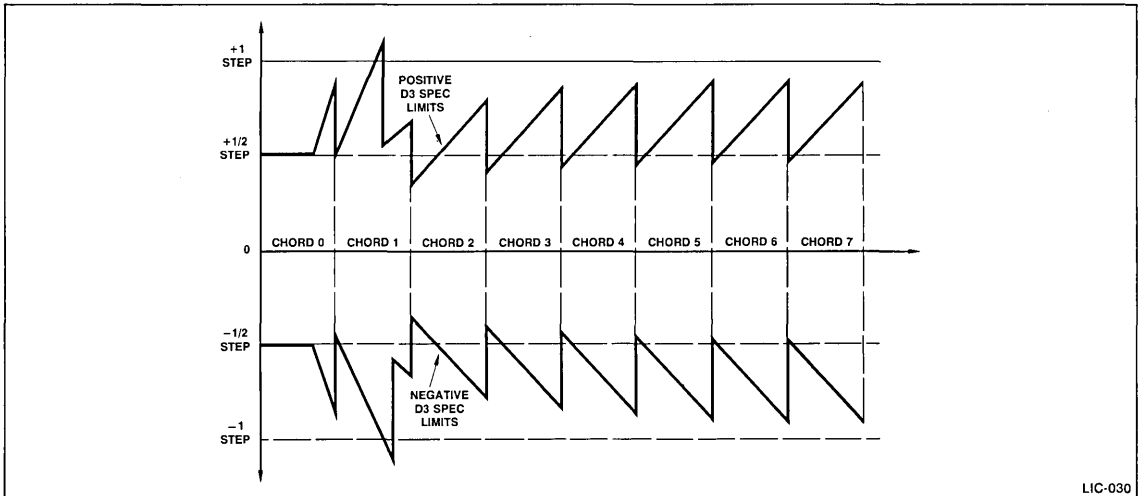 +1
STEP
POSITIVE
D3 SPEC
LIMITS
+1/2
STEP
0
CHORD 0
CHORD 1
CHORD 2
CHORD 3
CHORD 4
CHORD 5
CHORD 6
CHORD 7
−1/2
STEP
NEGATIVE
D3 SPEC
LIMITS
−1
STEP
LIC-030